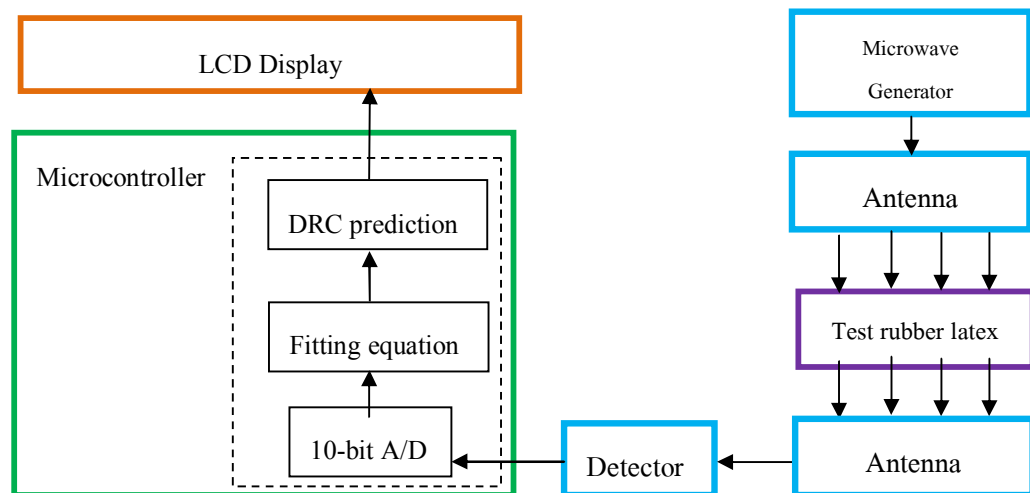 LCD Display
Microcontroller
DRC prediction
Fitting equation
10-bit A/D
Detector
Microwave
Generator
Antenna
Test rubber latex
Antenna